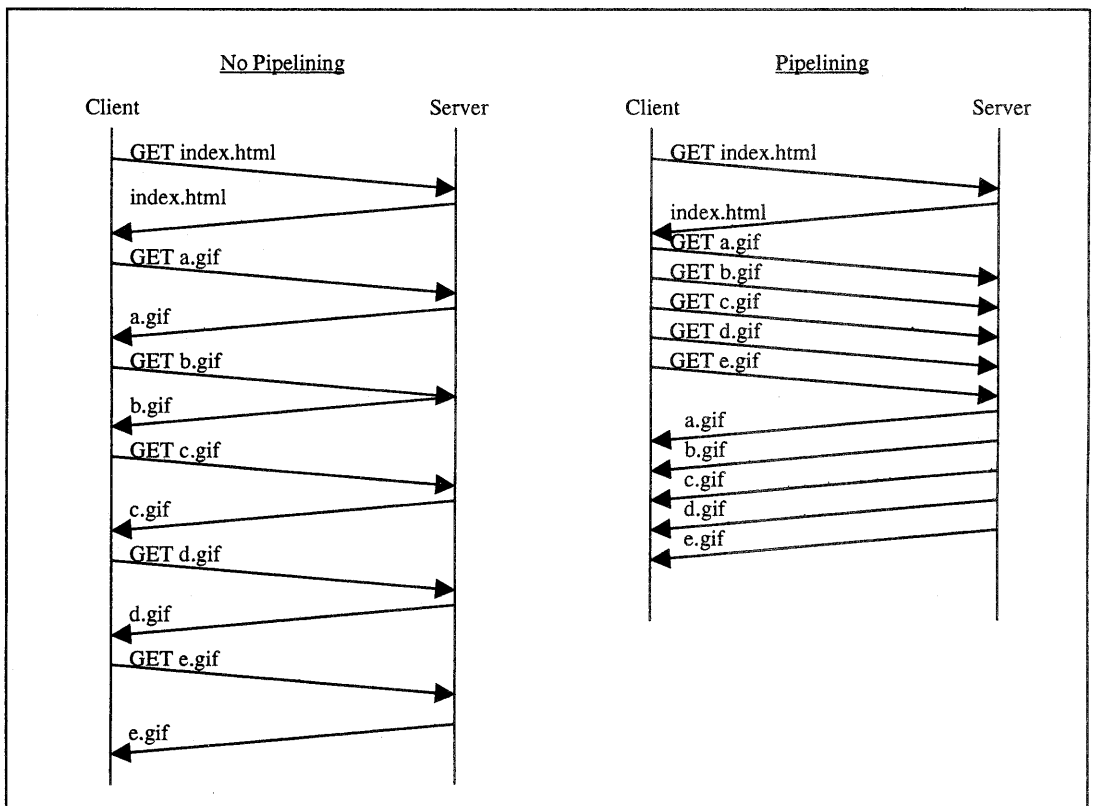 No Pipelining
Client Server
GET index.html
index.html
GET a.gif
a.gif
GET b.gif
b.gif
GET c.gif
c.gif
GET d.gif
d.gif
GET e.gif
e.gif
Pipelining
Client Server
GET index.html
index.html
GET a.gif
GET b.gif
GET c.gif
GET d.gif
GET e.gif
a.gif
b.gif
c.gif
d.gif
e.gif